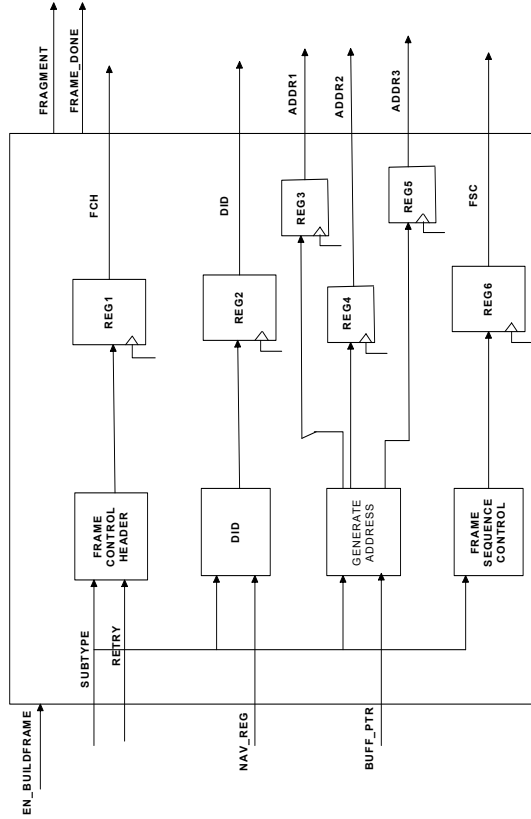 EN_BUILDFRAME
SUBTYPE
RETRY
NAV_REG
BUFF_PTR
FRAME
CONTROL
HEADER
DID
GENERATE
ADDRESS
FRAME
SEQUENCE
CONTROL
REG1
REG2
REG3
REG4
REG5
REG6
FCH
DID
FSC
FRAGMENT
FRAME_DONE
ADDR1
ADDR2
ADDR3